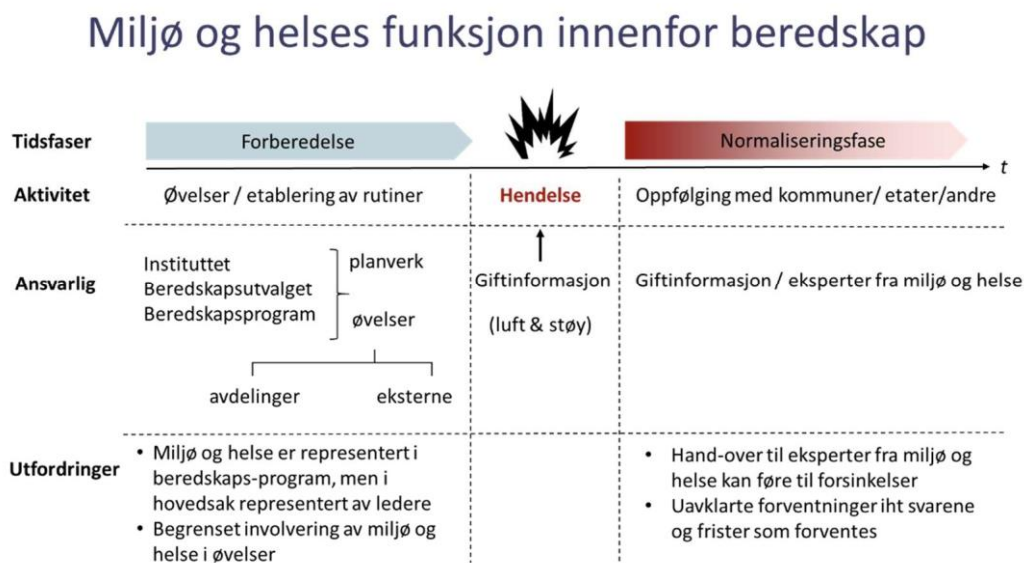 Miljø og helses funksjon innenfor beredskap
Tidsfaser
Forberedelse
Normaliseringsfase
t
Aktivitet
Øvelser / etablering av rutiner
Hendelse
Oppfølging med kommuner/ etater/andre
Ansvarlig
Instituttet
Beredskapsutvalget
Beredskapsprogram
planverk
øvelser
avdelinger
eksterne
Giftinformasjon
(luft & støy)
Giftinformasjon / eksperter fra miljø og helse
Utfordringer
• Miljø og helse er representert i
beredskaps-program, men i
hovedsak representert av ledere
• Begrenset involvering av miljø og
helse i øvelser
• Hand-over til eksperter fra miljø og
helse kan føre til forsinkelser
• Uavklarte forventninger iht svarene
og frister som forventes